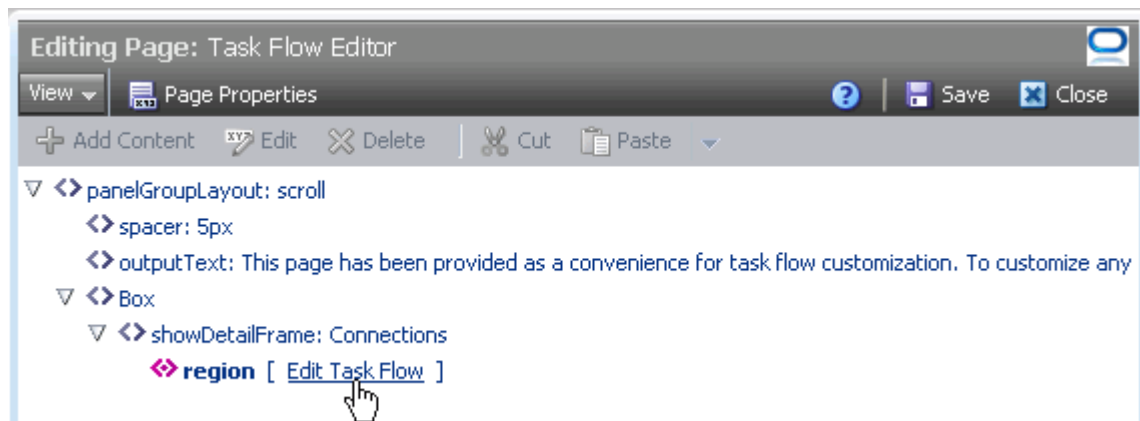 Editing Page: Task Flow Editor
View Page Properties ? Save Close
Add Content Edit Delete Cut Paste
panelGroupLayout: scroll
spacer: 5px
outputText: This page has been provided as a convenience for task flow customization. To customize any
Box
showDetailFrame: Connections
region [ Edit Task Flow ]